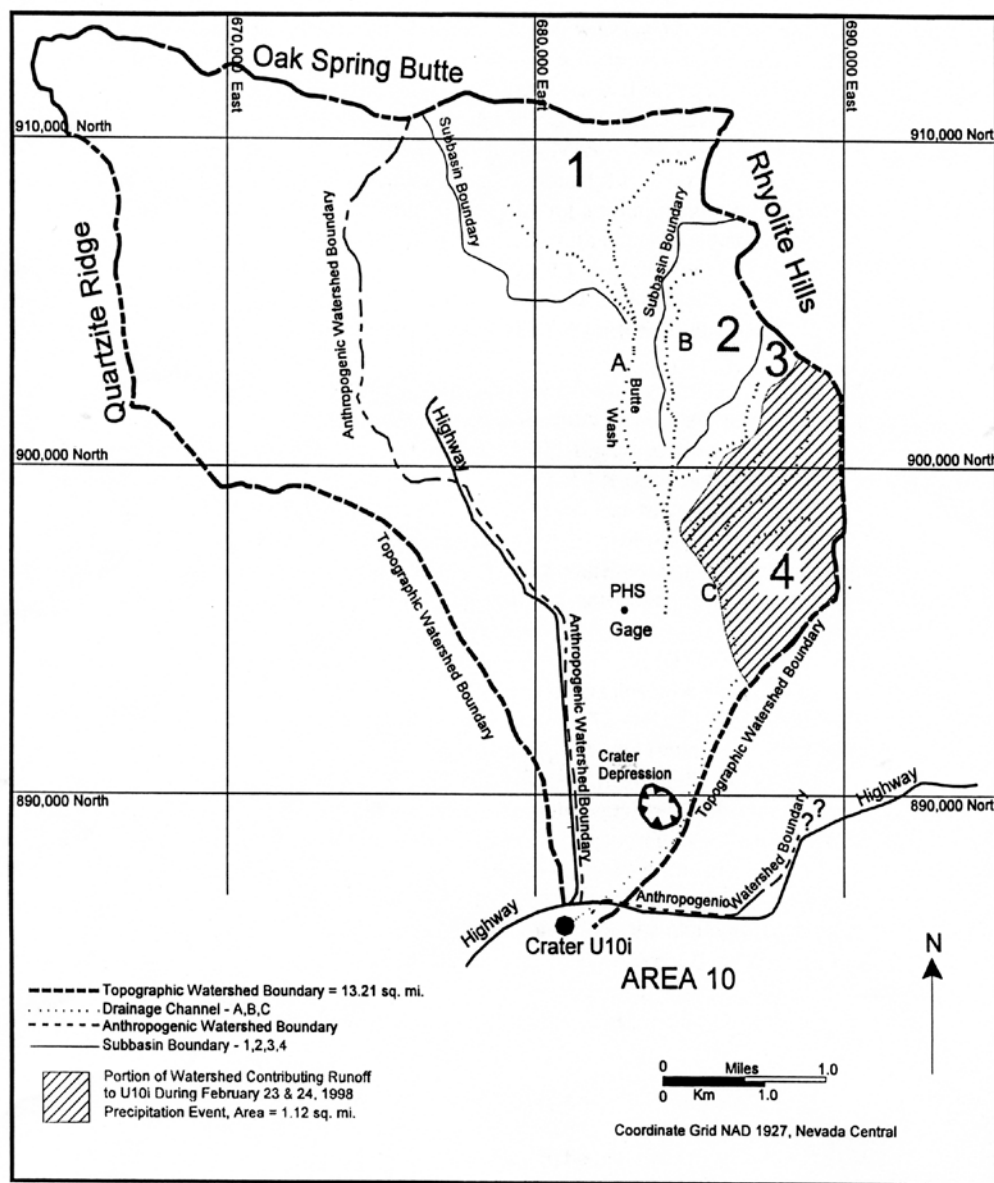 670,000 East
680,000 East
690,000 East
Oak Spring Butte
910,000 North
910,000 North
Subbasin Boundary
1
Rhyolite Hills
Anthropogenic Watershed Boundary
Subbasin Boundary
Quartzite Ridge
2
B
3
A
Butte
Wash
Highway
900,000 North
900,000 North
4
Topographic Watershed Boundary
PHS
Gage
C
Anthropogenic Watershed Boundary
Topographic Watershed Boundary
Crater
Depression
890,000 North
890,000 North
Highway
? ?
Anthropogenio Watershed Boundary
Highway
Crater U10i
AREA 10
N
Topographic Watershed Boundary = 13.21 sq. mi.
Drainage Channel - A,B,C
Anthropogenic Watershed Boundary
Subbasin Boundary - 1,2,3,4
Portion of Watershed Contributing Runoff
to U10i During February 23 & 24, 1998
Precipitation Event, Area = 1.12 sq. mi.
0 Miles 1.0
0 Km 1.0
Coordinate Grid NAD 1927, Nevada Central